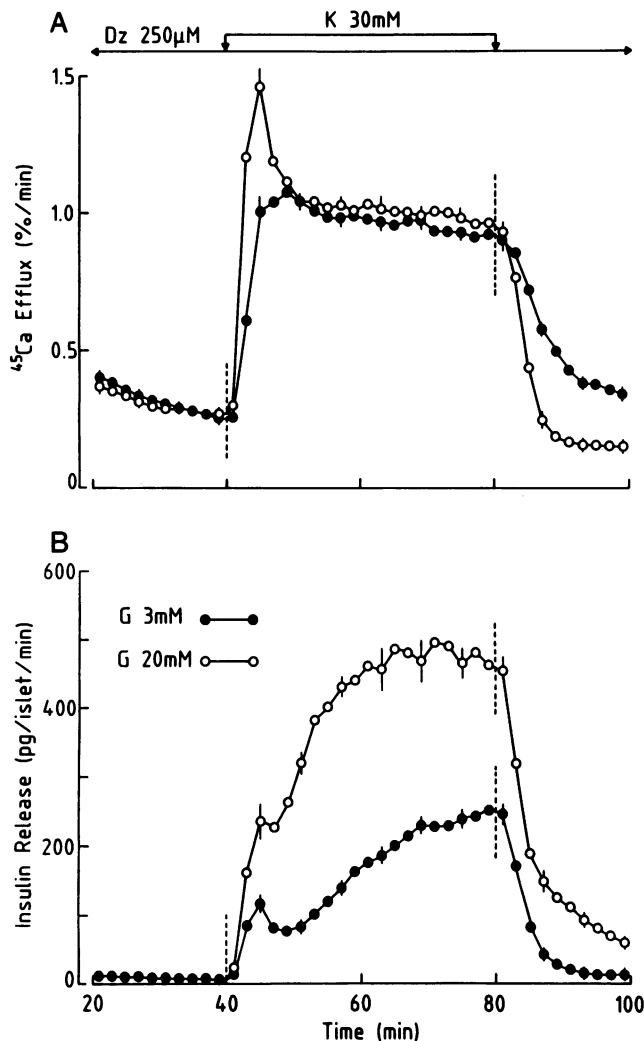 A
Dz 250µM
K 30mM
1.5
1.0
0.5
0
45Ca Efflux (%/min)
B
600
400
200
0
Insulin Release (pg/islet/min)
G 3mM
G 20mM
20
40
60
80
100
Time (min)